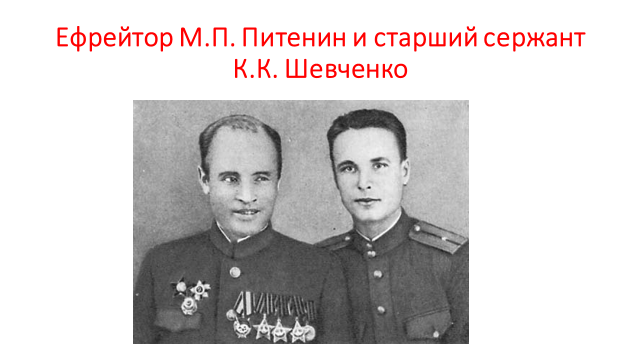 Ефрейтор М.П. Питенин и старший сержант
К.К. Шевченко